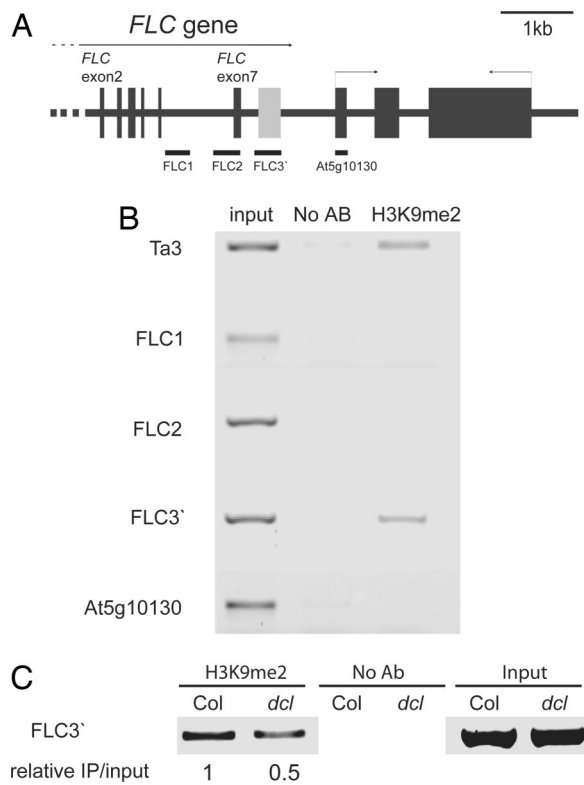 A
FLC gene
1kb
FLC
exon2
FLC
exon7
FLC1
FLC2
FLC3`
At5g10130
B
input No AB H3K9me2
Ta3
FLC1
FLC2
FLC3`
At5g10130
C
H3K9me2 No Ab Input
Col dcl Col dcl Col dcl
FLC3`
relative IP/input 1 0.5